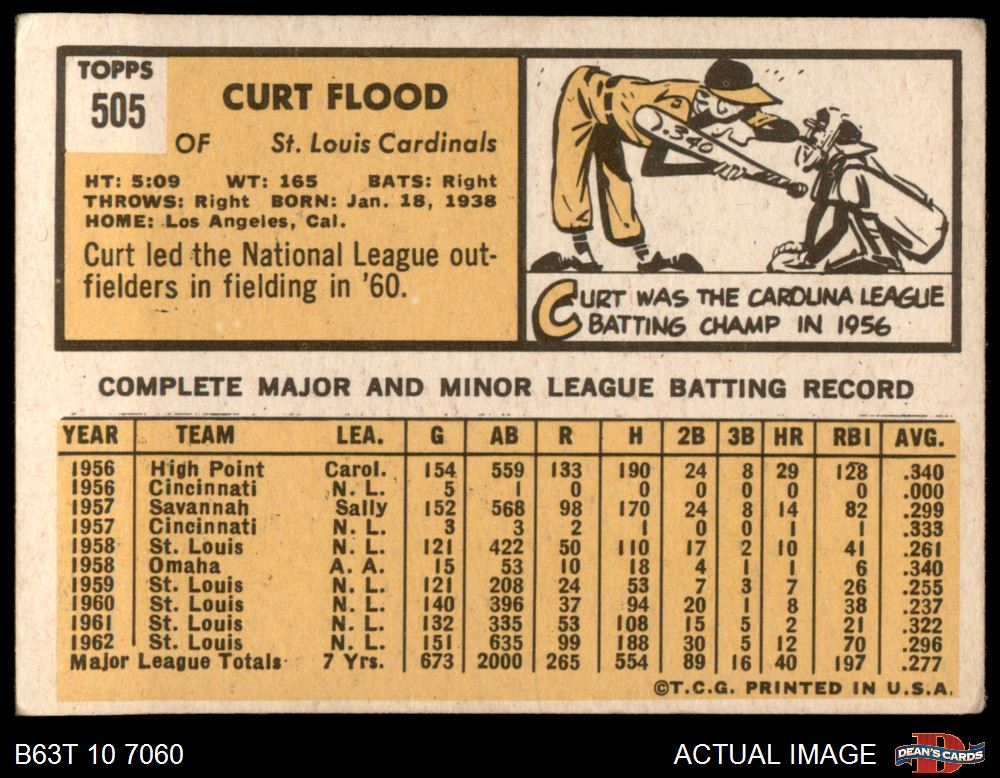 TOPPS
505
CURT FLOOD
OF St. Louis Cardinals
HT: 5:09 WT: 165 BATS: Right
THROWS: Right BORN: Jan. 18, 1938
HOME: Los Angeles, Cal.
Curt led the National League out-
fielders in fielding in '60.
.340
CURT WAS THE CAROLINA LEAGUE
BATTING CHAMP IN 1956
COMPLETE MAJOR AND MINOR LEAGUE BATTING RECORD
YEAR TEAM LEA. G AB R H 2B 3B HR RBI AVG.
1956 High Point Carol. 154 559 133 190 24 8 29 128 .340
1956 Cincinnati N. L. 5 1 0 0 0 0 0 0 .000
1957 Savannah Sally 152 568 98 170 24 8 14 82 .299
1957 Cincinnati N. L. 3 3 2 1 0 0 1 1 .333
1958 St. Louis N. L. 121 422 50 110 17 2 10 41 .261
1958 Omaha A. A. 15 53 10 18 4 1 1 6 .340
1959 St. Louis N. L. 121 208 24 53 7 3 7 26 .255
1960 St. Louis N. L. 140 396 37 94 20 1 8 38 .237
1961 St. Louis N. L. 132 335 53 108 15 5 2 21 .322
1962 St. Louis N. L. 151 635 99 188 30 5 12 70 .296
Major League Totals 7 Yrs. 673 2000 265 554 89 16 40 197 .277
©T.C.G. PRINTED IN U.S.A.
B63T 10 7060 ACTUAL IMAGE DEAN'S CARDS